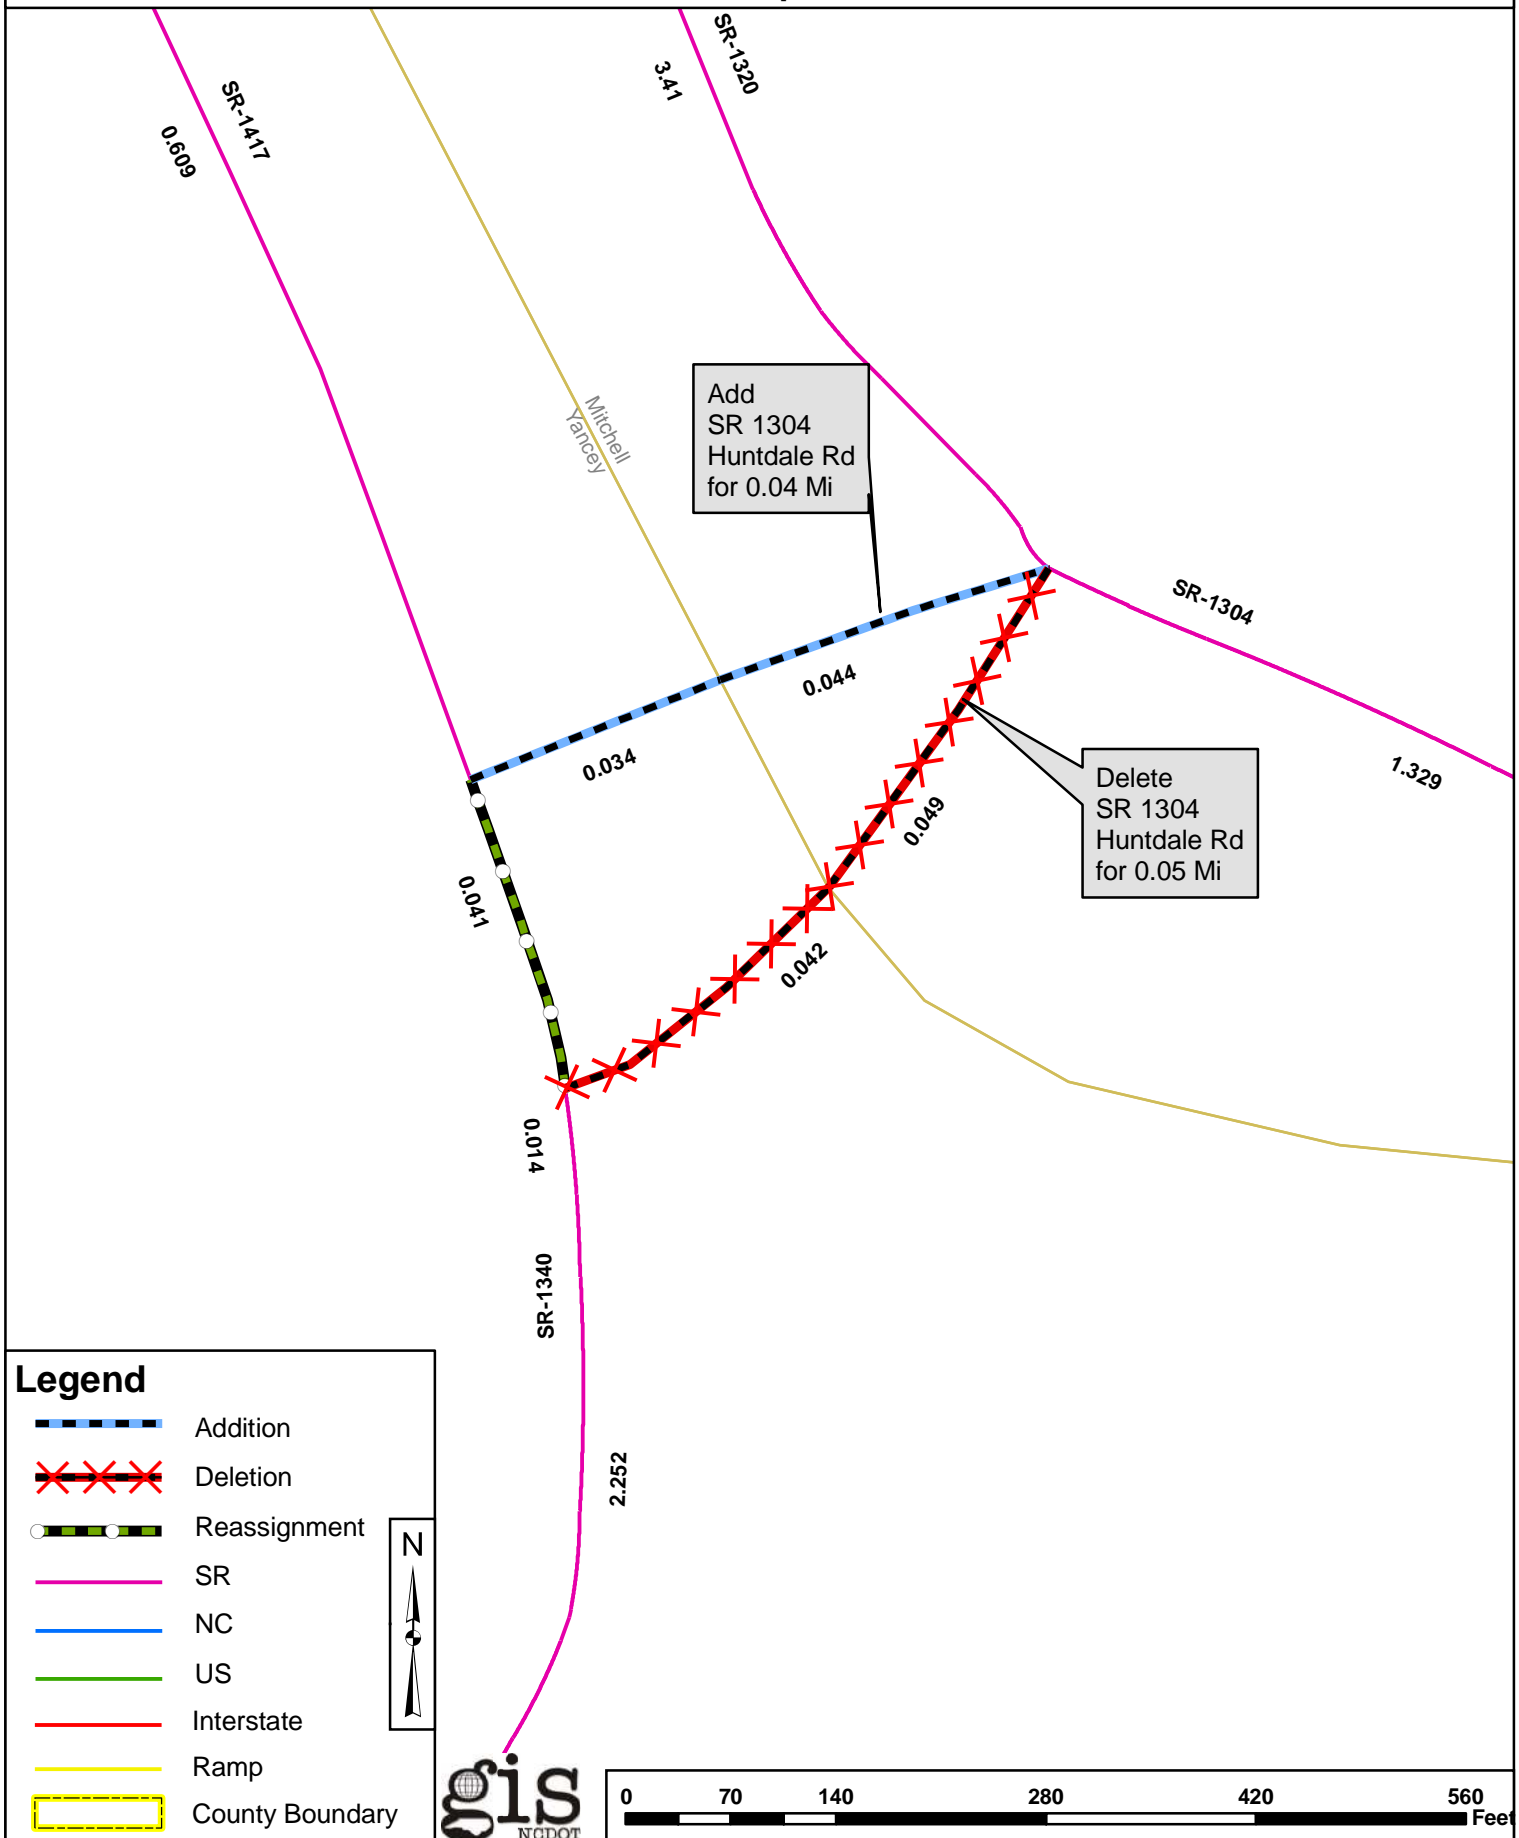 SR-1320
3.41
SR-1417
0.609
Mitchell
Yancey
Add
SR 1304
Huntdale Rd
for 0.04 Mi
SR-1304
1.329
0.044
0.034
Delete
SR 1304
Huntdale Rd
for 0.05 Mi
0.049
0.041
0.042
0.014
SR-1340
2.252
Legend
Addition
Deletion
Reassignment
SR
NC
US
Interstate
Ramp
County Boundary
N
gis
NCDOT
0 70 140 280 420 560
Feet